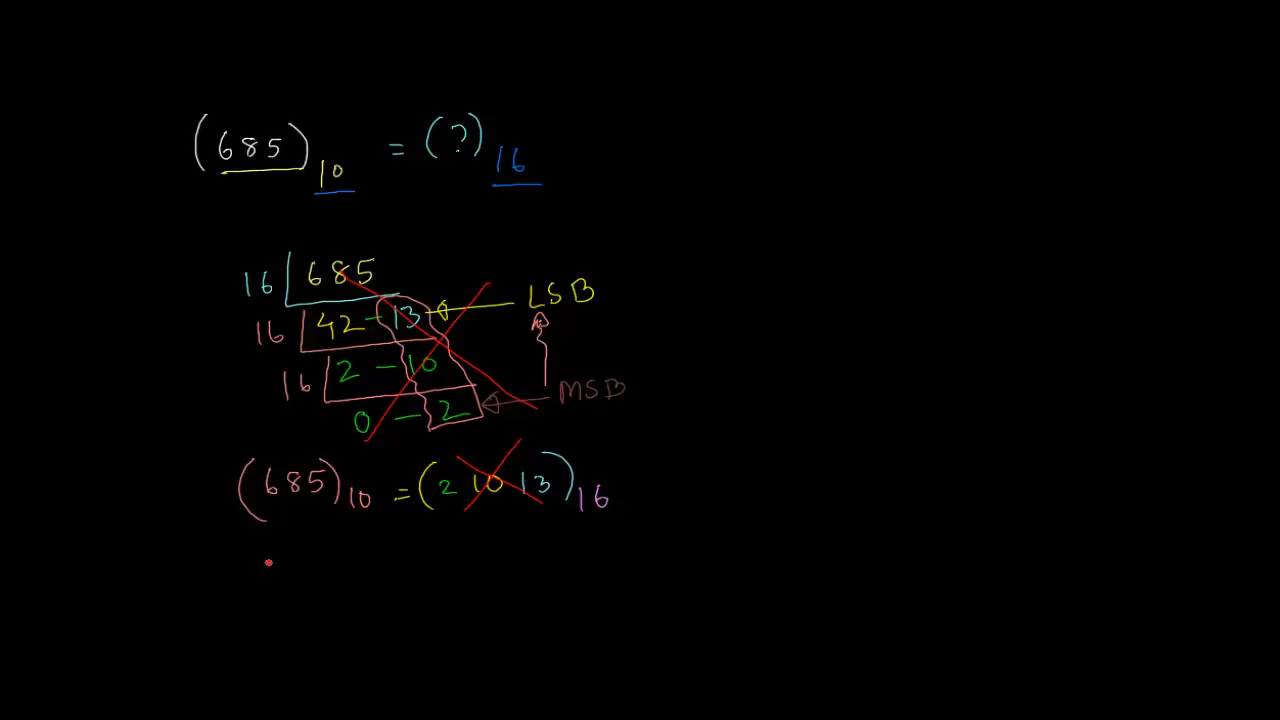 (685)10 = (?)16
16 | 685
16 | 42 - 13 ← LSB
16 | 2 - 10
0 - 2 ← MSB
(685)10 = (2 10 13)16